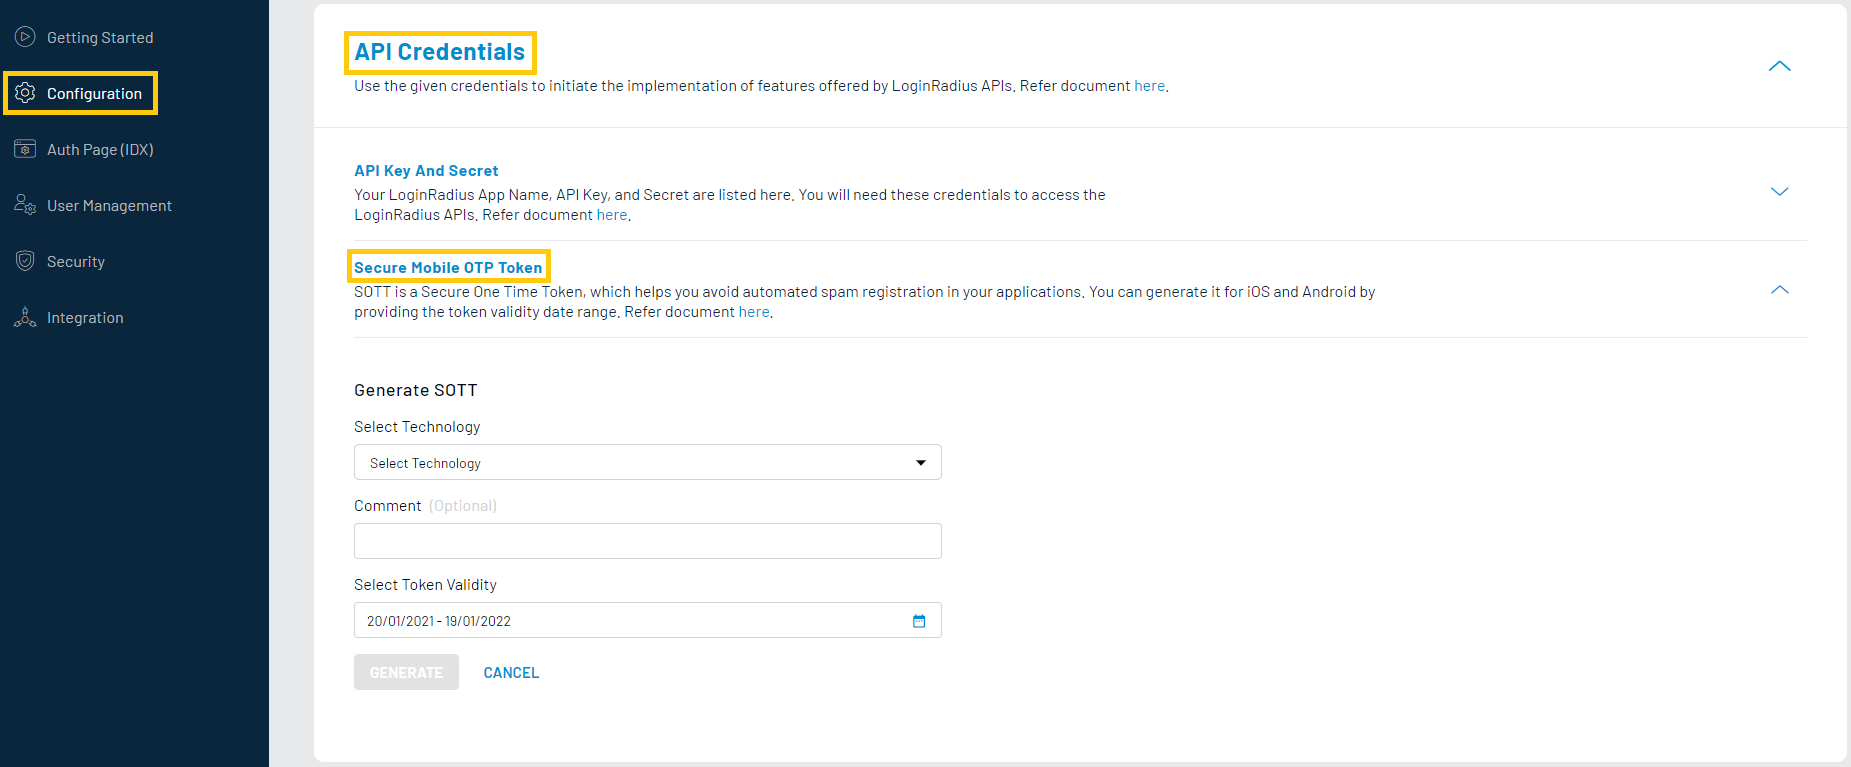 Getting Started
Configuration
Auth Page (IDX)
User Management
Security
Integration
API Credentials
Use the given credentials to initiate the implementation of features offered by LoginRadius APIs. Refer document here.
API Key And Secret
Your LoginRadius App Name, API Key, and Secret are listed here. You will need these credentials to access the
LoginRadius APIs. Refer document here.
Secure Mobile OTP Token
SOTT is a Secure One Time Token, which helps you avoid automated spam registration in your applications. You can generate it for iOS and Android by
providing the token validity date range. Refer document here.
Generate SOTT
Select Technology
Select Technology
Comment (Optional)
Select Token Validity
20/01/2021 - 19/01/2022
GENERATE CANCEL